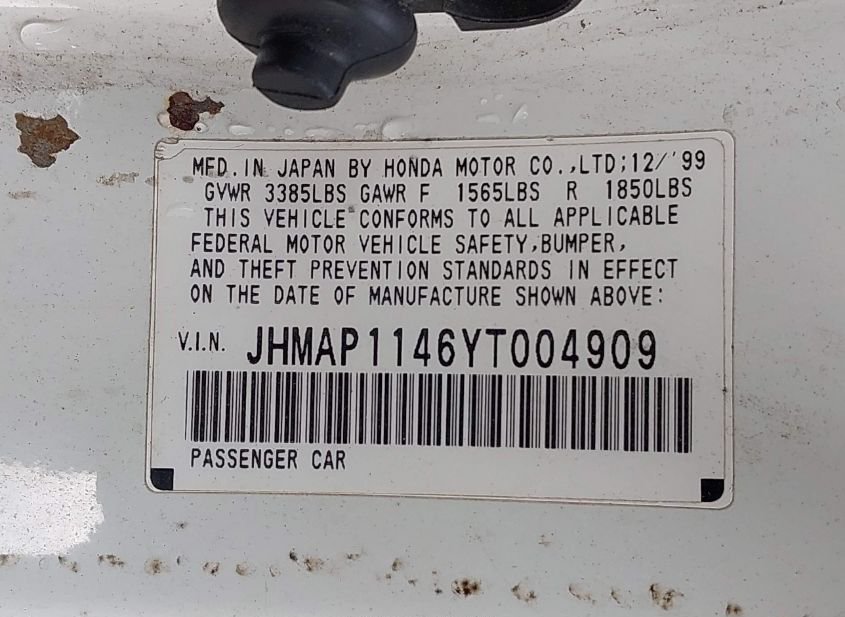 MFD. IN JAPAN BY HONDA MOTOR CO.,LTD;12/'99
GVWR 3385LBS GAWR F 1565LBS R 1850LBS
THIS VEHICLE CONFORMS TO ALL APPLICABLE
FEDERAL MOTOR VEHICLE SAFETY,BUMPER,
AND THEFT PREVENTION STANDARDS IN EFFECT
ON THE DATE OF MANUFACTURE SHOWN ABOVE:
V.I.N. JHMAP1146YT004909
PASSENGER CAR